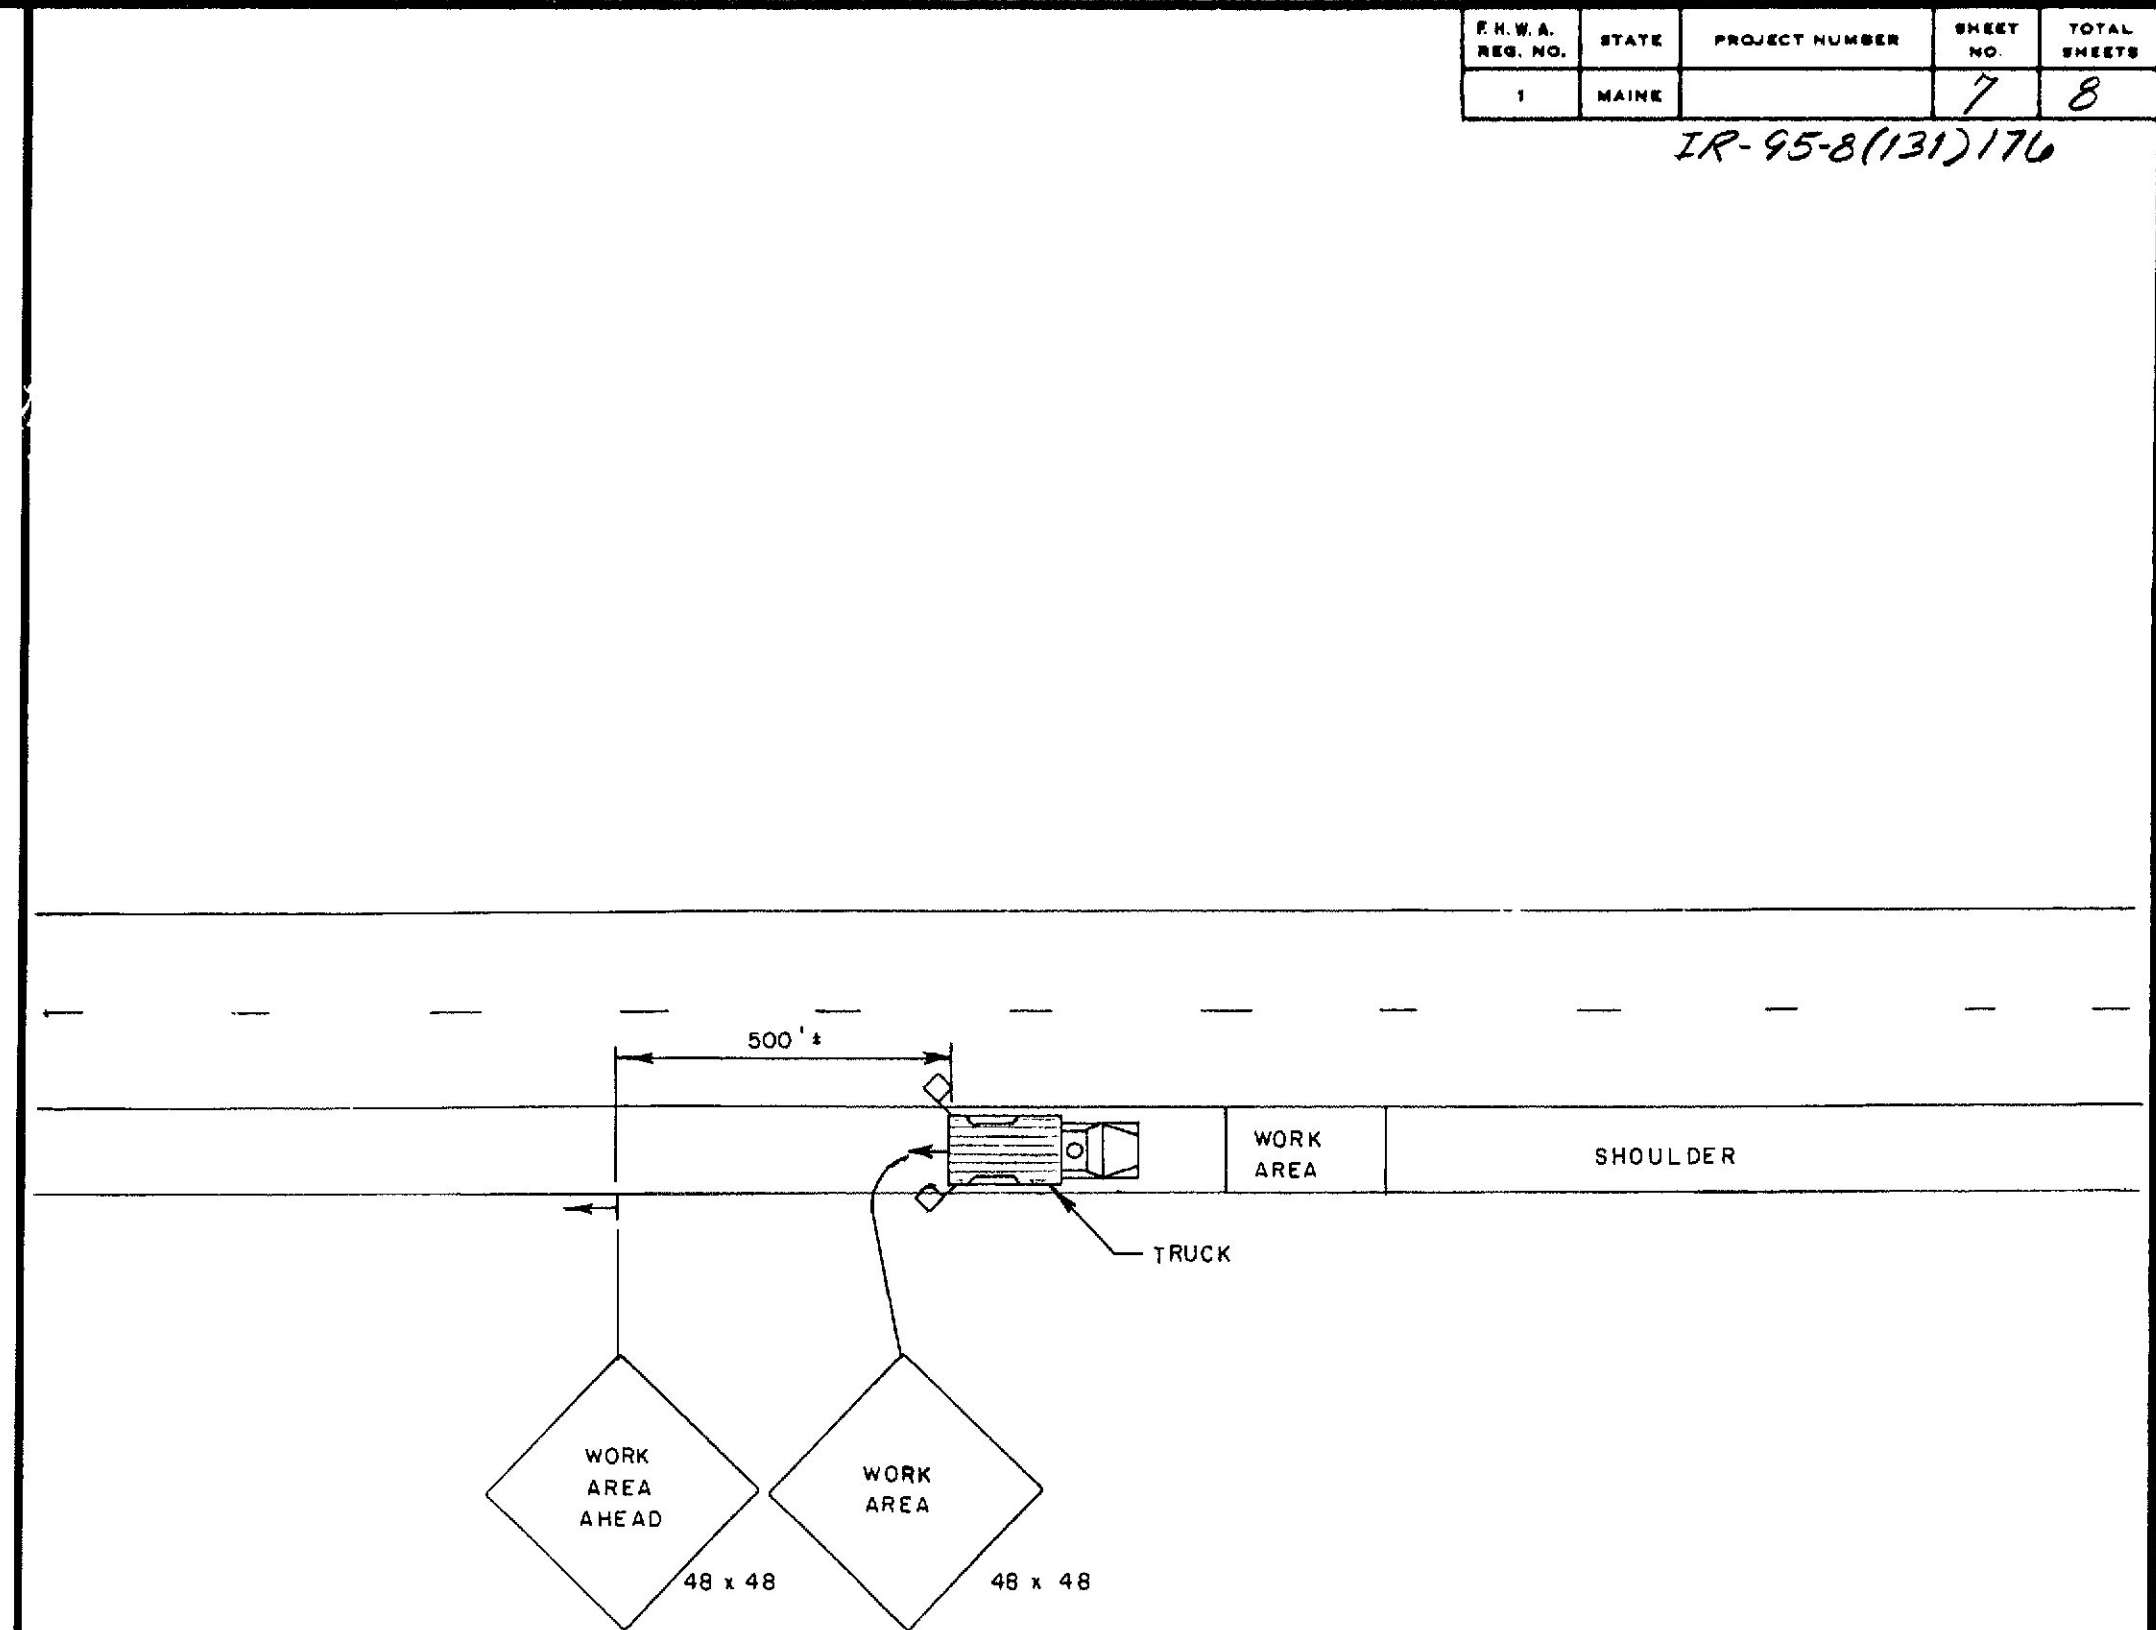 F.H.W.A. REG. NO.
STATE
PROJECT NUMBER
SHEET NO.
TOTAL SHEETS
1
MAINE
7
8
IR-95-8(131)176
500'±
WORK
AREA
SHOULDER
TRUCK
WORK
AREA
AHEAD
48 x 48
WORK
AREA
48 x 48